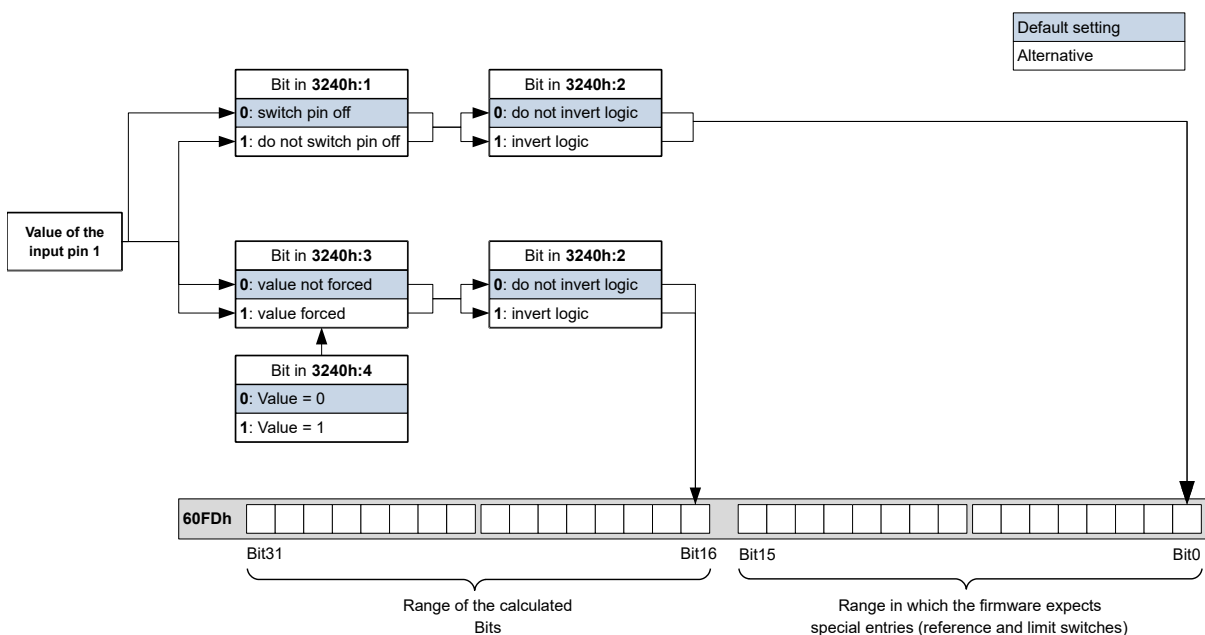 Default setting
Alternative
Bit in 3240h:1
0: switch pin off
1: do not switch pin off
Bit in 3240h:2
0: do not invert logic
1: invert logic
Value of the
input pin 1
Bit in 3240h:3
0: value not forced
1: value forced
Bit in 3240h:2
0: do not invert logic
1: invert logic
Bit in 3240h:4
0: Value = 0
1: Value = 1
60FDh
Bit31
Bit16
Bit15
Bit0
Range of the calculated
Bits
Range in which the firmware expects
special entries (reference and limit switches)